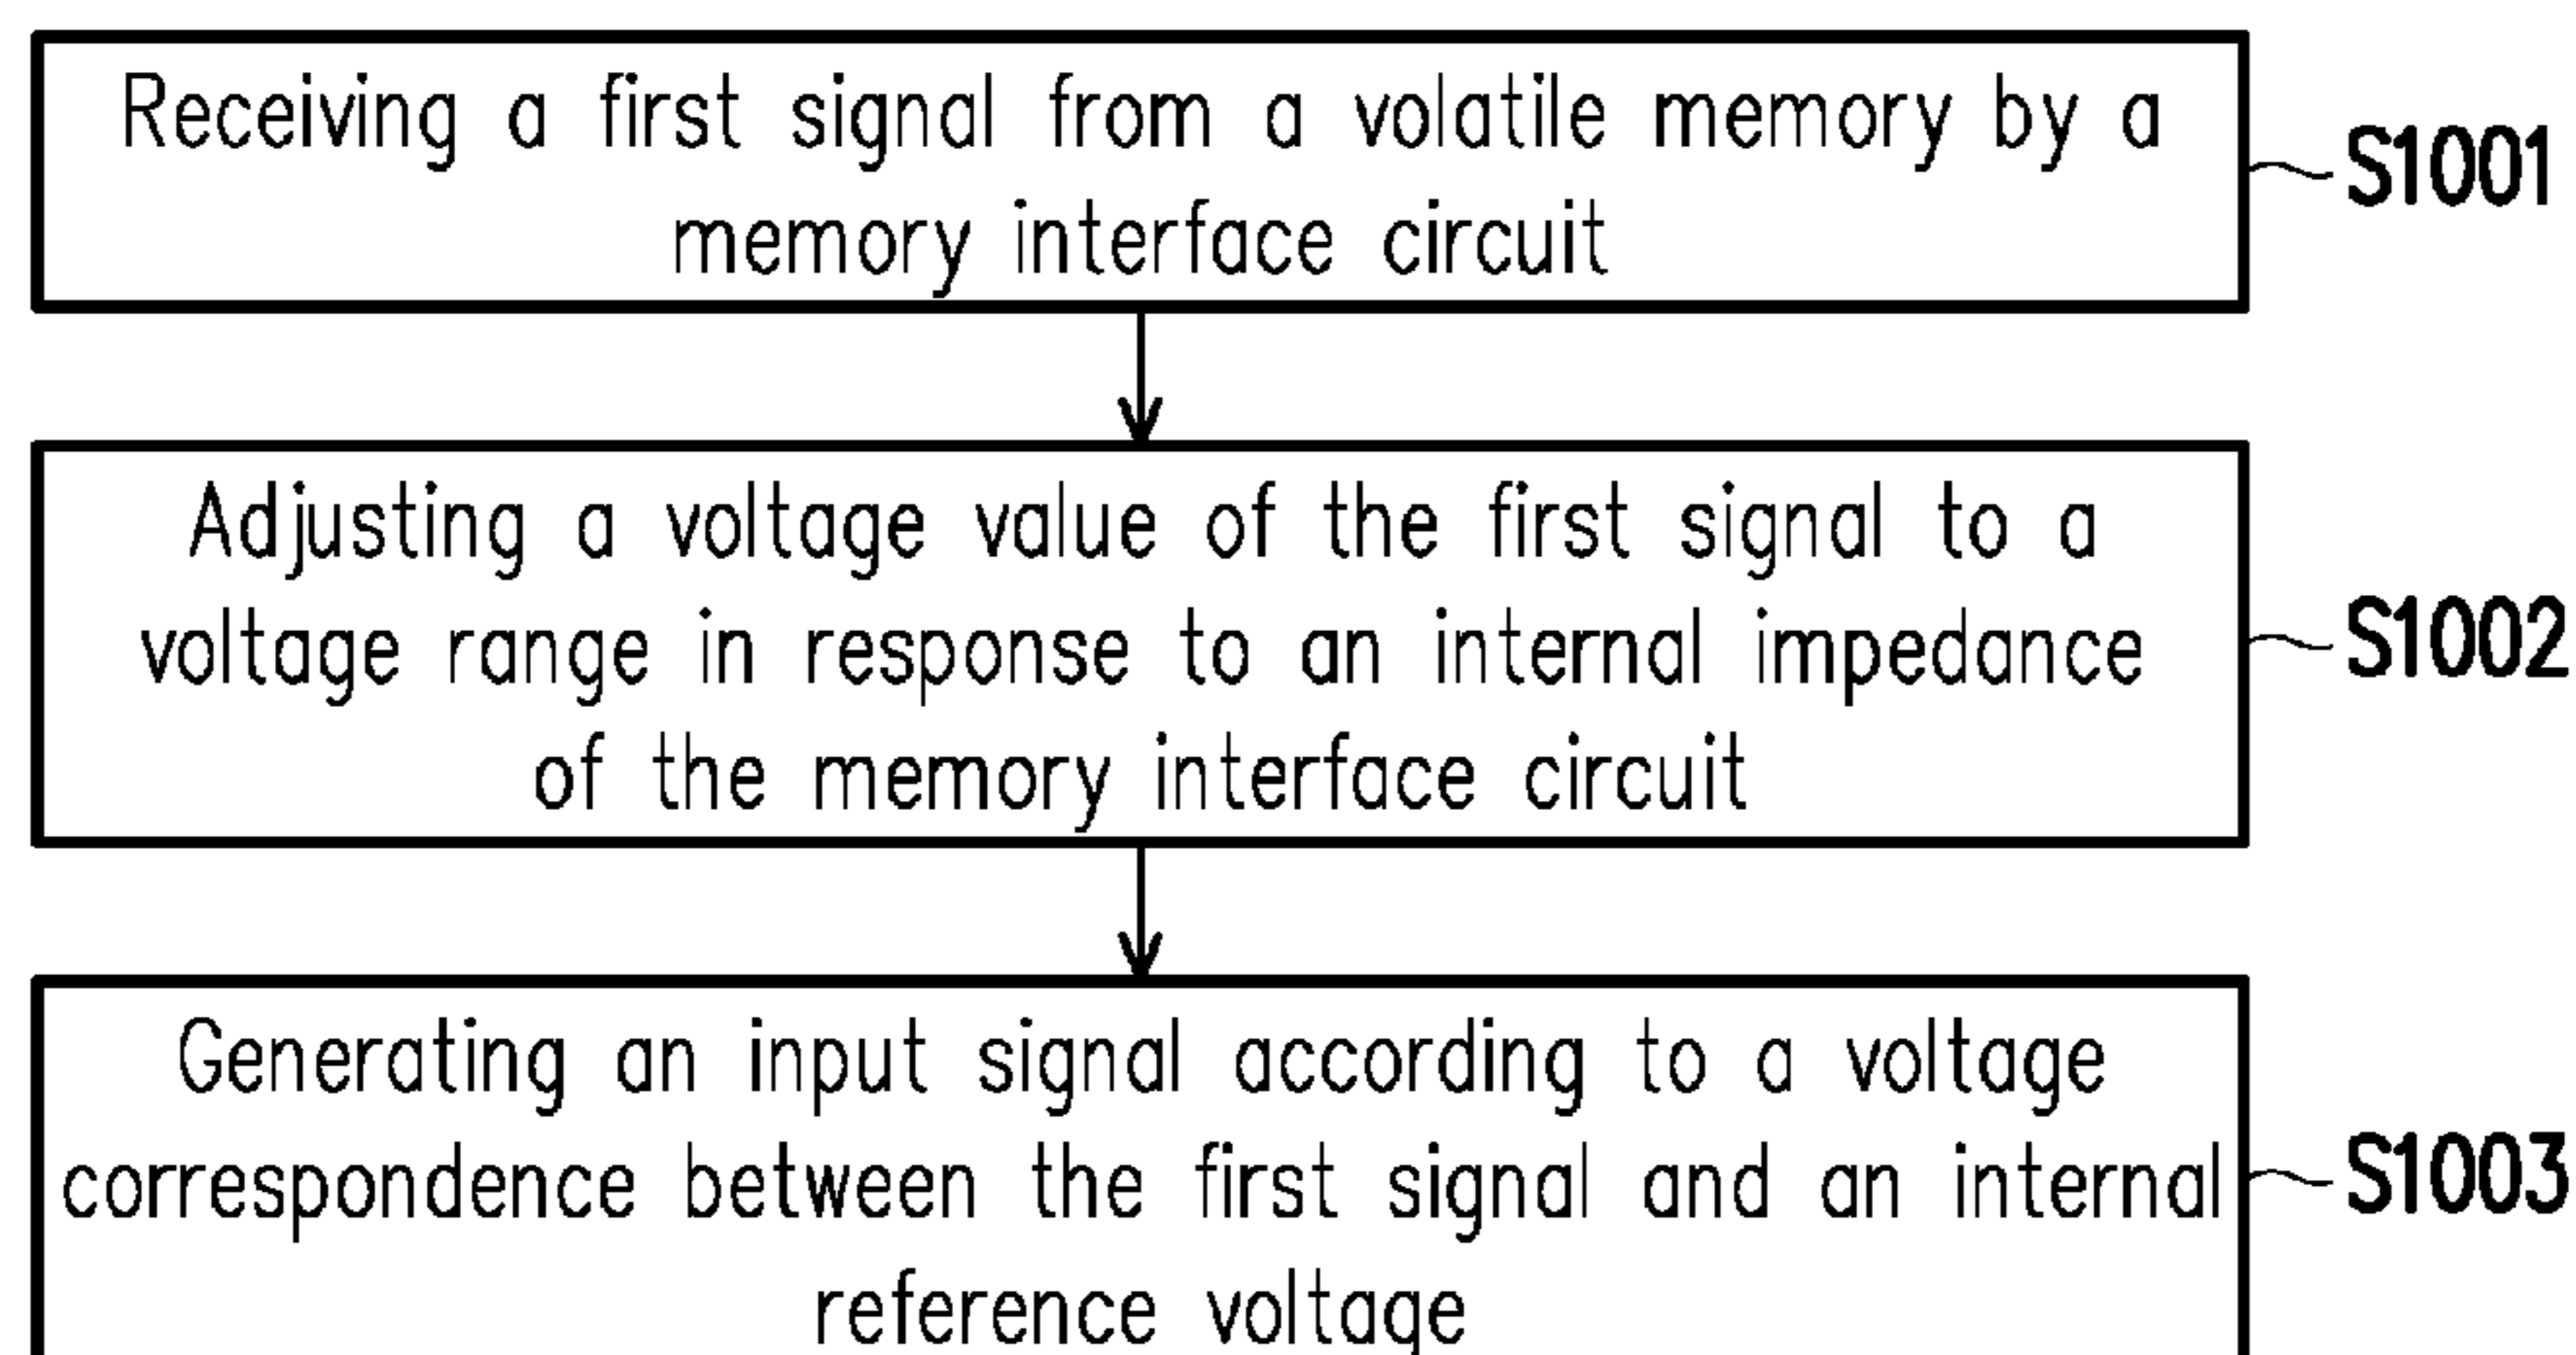 Receiving a first signal from a volatile memory by a
memory interface circuit
S1001
Adjusting a voltage value of the first signal to a
voltage range in response to an internal impedance
of the memory interface circuit
S1002
Generating an input signal according to a voltage
correspondence between the first signal and an internal
reference voltage
S1003